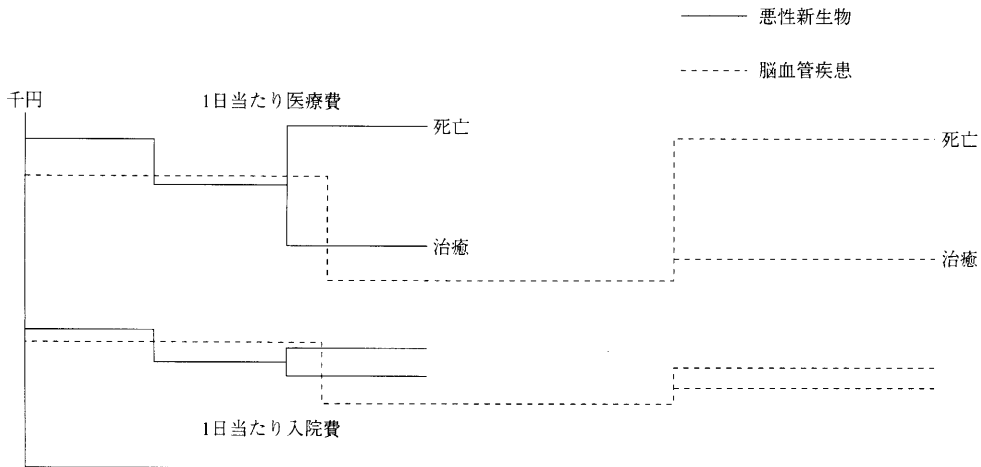 悪性新生物
脳血管疾患
千円
1日当たり医療費
死亡
死亡
治癒
治癒
1日当たり入院費